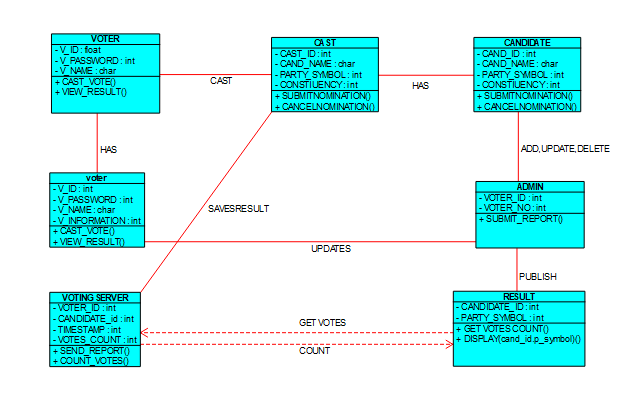 VOTER
- V_ID : float
- V_PASSWORD : int
- V_NAME : char
+ CAST_VOTE()
+ VIEW_RESULT()
CAST
CAST
- CAST_ID : int
- CAND_NAME : char
- PARTY_SYMBOL : int
- CONSTIUENCY : int
+ SUBMITNOMINATION()
+ CANCELNOMINATION()
HAS
CANDIDATE
- CAND_ID : int
- CAND_NAME : char
- PARTY_SYMBOL : int
- CONSTIUENCY : int
+ SUBMITNOMINATION()
+ CANCELNOMINATION()
HAS
ADD,UPDATE,DELETE
voter
- V_ID : int
- V_PASSWORD : int
- V_NAME : char
- V_INFORMATION : int
+ CAST_VOTE()
+ VIEW_RESULT()
SAVESRESULT
ADMIN
- VOTER_ID : int
- VOTER_NO : int
+ SUBMIT_REPORT()
UPDATES
PUBLISH
VOTING SERVER
- VOTER_ID : int
- CANDIDATE_id : int
- TIMESTAMP : int
- VOTES_COUNT : int
+ SEND_REPORT()
+ COUNT_VOTES()
GET VOTES
COUNT
RESULT
- CANDIDATE_ID : int
- PARTY_SYMBOL : int
+ GET VOTES COUNT()
+ DISPLAY(cand_id.p_symbol)()